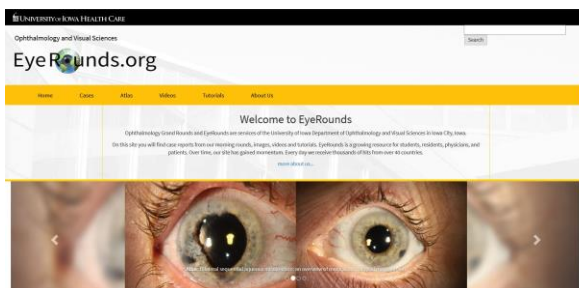 UNIVERSITY OF IOWA HEALTH CARE
Ophthalmology and Visual Sciences
Search
EyeRounds.org
Home Cases Atlas Videos Tutorials About Us
Welcome to EyeRounds
Ophthalmology Grand Rounds and EyeRounds are services of the University of Iowa Department of Ophthalmology and Visual Sciences in Iowa City, Iowa.
On this site you will find case reports from our morning rounds, images, videos and tutorials. EyeRounds is a growing resource for students, residents, physicians, and
patients. Over time, our site has gained momentum. Every day we receive thousands of hits from over 40 countries.
more about us...